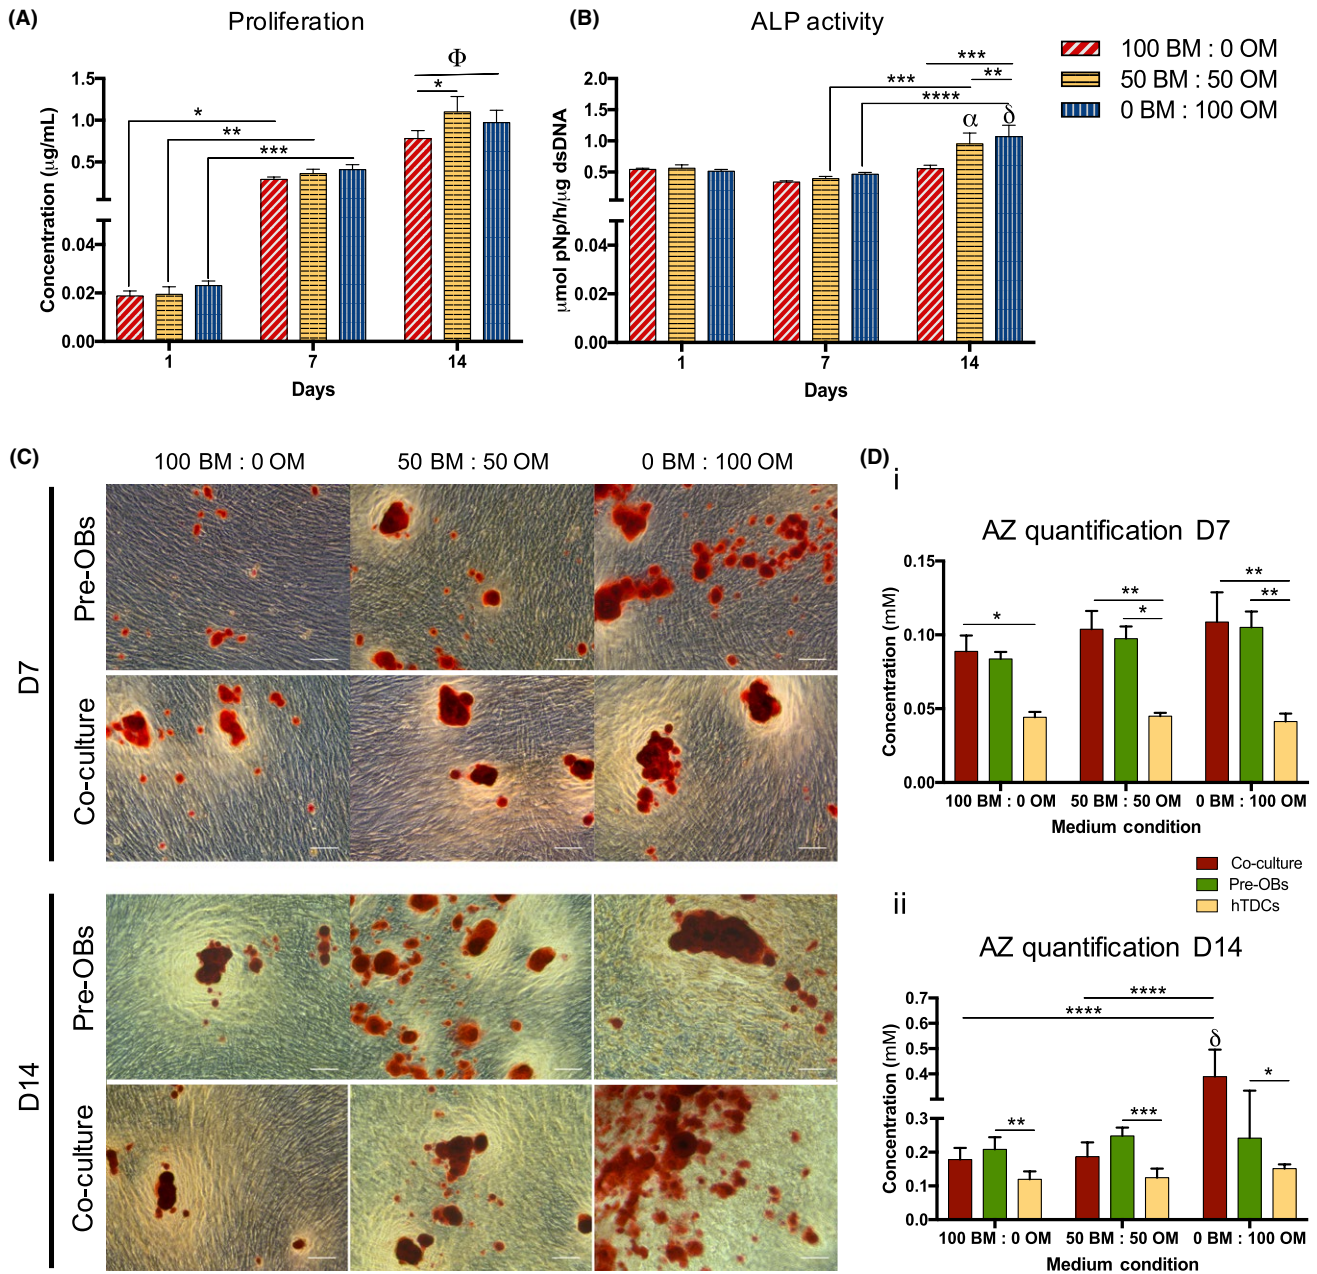 (A)
Proliferation
Φ
*
*
**
***
1.5
1.0
0.5
0.04
0.02
0.00
Concentration (µg/mL)
1 7 14
Days
(B)
ALP activity
***
**
***
****
α
δ
2.0
1.5
1.0
0.5
0.04
0.02
0.00
µmol pNp/h/µg dsDNA
1 7 14
Days
100 BM : 0 OM
50 BM : 50 OM
0 BM : 100 OM
(C)
100 BM : 0 OM 50 BM : 50 OM 0 BM : 100 OM
D7
Pre-OBs
Co-culture
D14
Pre-OBs
Co-culture
(D)
i
AZ quantification D7
0.15
0.10
0.05
0.00
Concentration (mM)
*
**
*
**
**
100 BM : 0 OM 50 BM : 50 OM 0 BM : 100 OM
Medium condition
Co-culture
Pre-OBs
hTDCs
ii
AZ quantification D14
****
****
δ
*
**
***
0.7
0.6
0.5
0.4
0.3
0.2
0.1
0.0
Concentration (mM)
100 BM : 0 OM 50 BM : 50 OM 0 BM : 100 OM
Medium condition